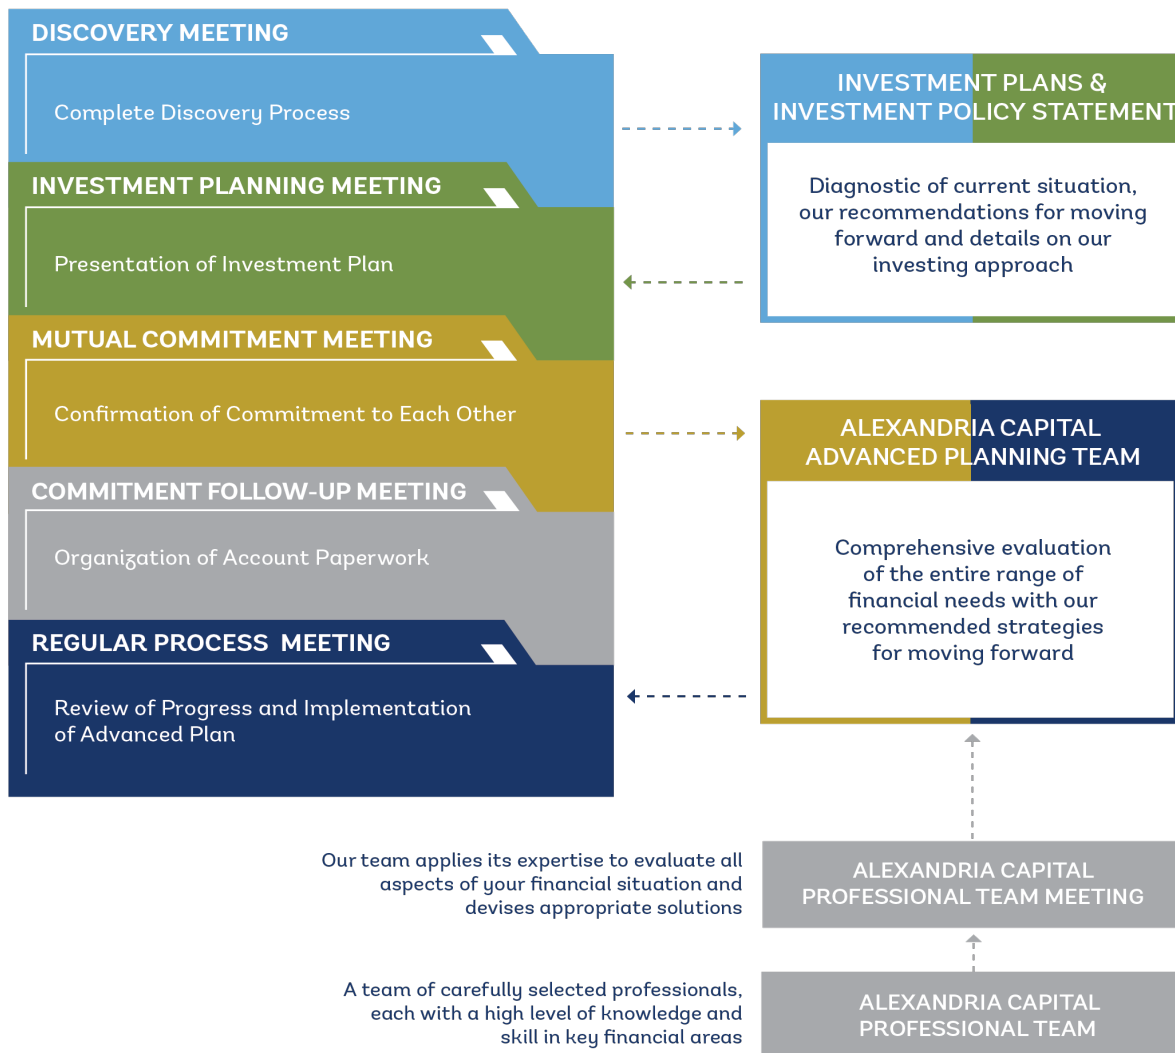 DISCOVERY MEETING
Complete Discovery Process
INVESTMENT PLANNING MEETING
Presentation of Investment Plan
MUTUAL COMMITMENT MEETING
Confirmation of Commitment to Each Other
COMMITMENT FOLLOW-UP MEETING
Organization of Account Paperwork
REGULAR PROCESS MEETING
Review of Progress and Implementation
of Advanced Plan
INVESTMENT PLANS &
INVESTMENT POLICY STATEMENT
Diagnostic of current situation,
our recommendations for moving
forward and details on our
investing approach
ALEXANDRIA CAPITAL
ADVANCED PLANNING TEAM
Comprehensive evaluation
of the entire range of
financial needs with our
recommended strategies
for moving forward
Our team applies its expertise to evaluate all
aspects of your financial situation and
devises appropriate solutions
ALEXANDRIA CAPITAL
PROFESSIONAL TEAM MEETING
A team of carefully selected professionals,
each with a high level of knowledge and
skill in key financial areas
ALEXANDRIA CAPITAL
PROFESSIONAL TEAM